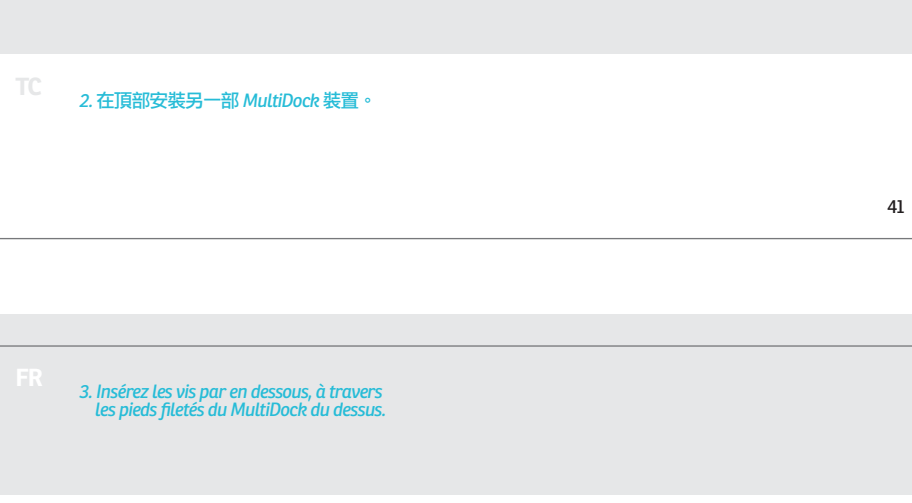 TC
2. 在頂部安裝另一部 MultiDock 裝置。
41
FR
3. Insérez les vis par en dessous, à travers
les pieds filetés du MultiDock du dessus.